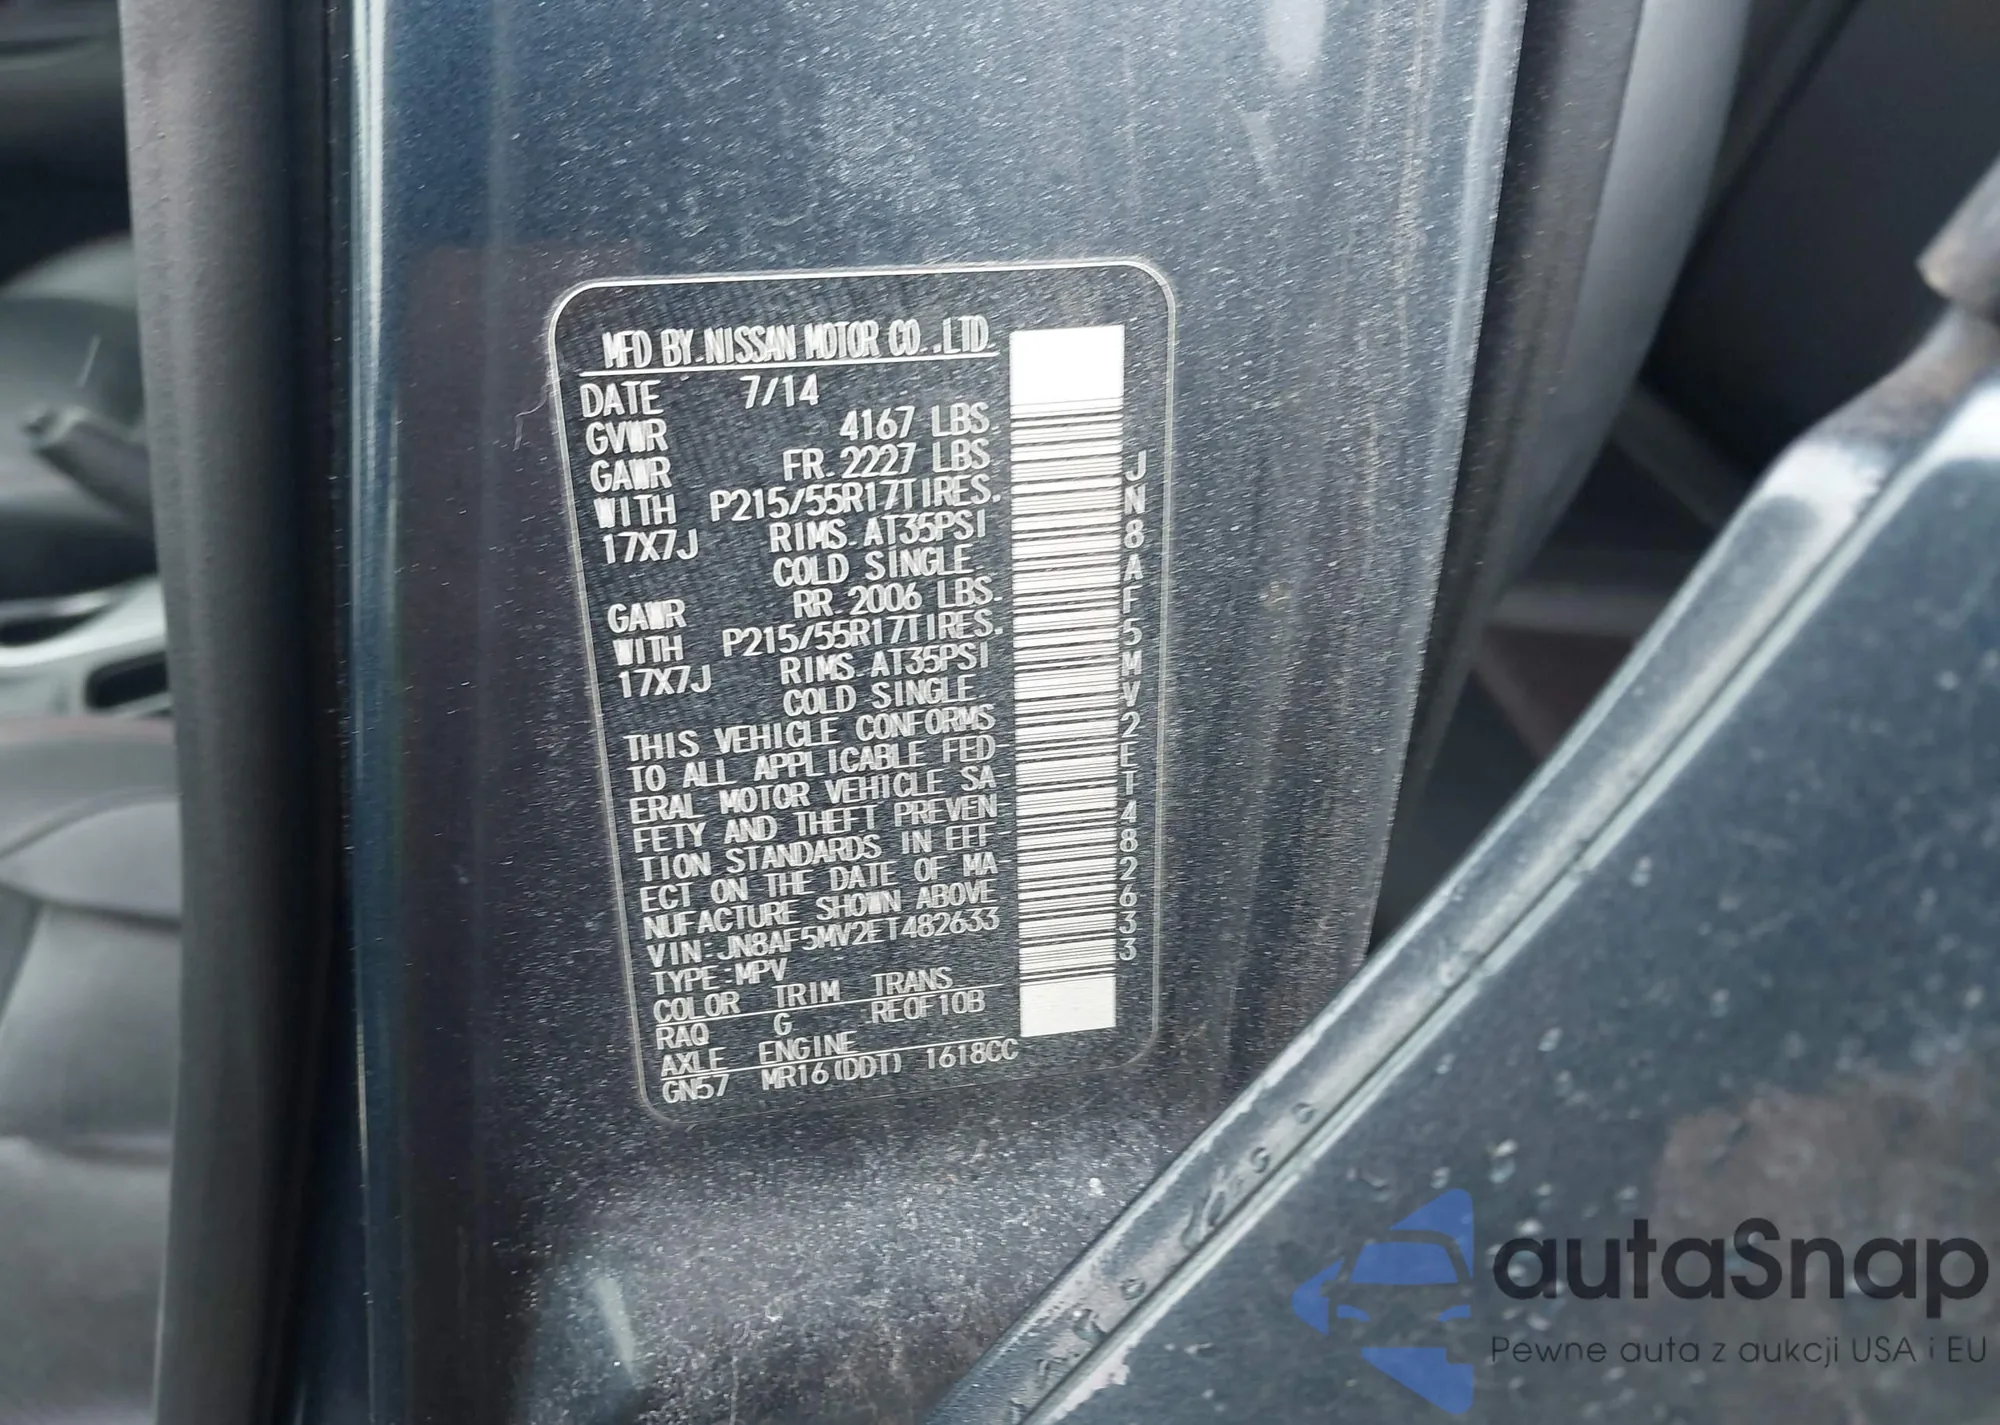 MFD BY NISSAN MOTOR CO.,LTD.
DATE 7/14
GVWR 4167 LBS.
GAWR FR. 2227 LBS.
WITH P215/55R17TIRES.
17X7J RIMS. AT35PSI
COLD SINGLE
GAWR RR. 2006 LBS.
WITH P215/55R17TIRES.
17X7J RIMS. AT35PSI
COLD SINGLE
THIS VEHICLE CONFORMS
TO ALL APPLICABLE FED-
ERAL MOTOR VEHICLE SA-
FETY AND THEFT PREVEN
TION STANDARDS IN EFF-
ECT ON THE DATE OF MA
NUFACTURE SHOWN ABOVE
VIN:JN8AF5MV2ET482633
TYPE:MPV
COLOR TRIM TRANS
RAQ G RE0F10B
AXLE ENGINE
GN57 MR16(DDT) 1618CC
JN8AF5MV2ET482633
autaSnap
Pewne auta z aukcji USA i EU